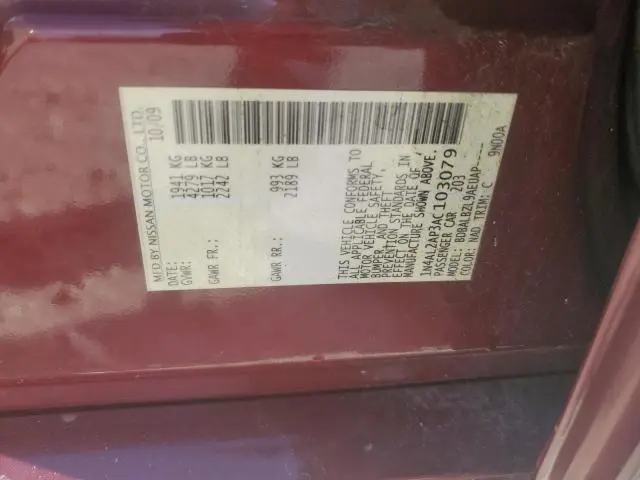 MFD BY NISSAN MOTOR CO., LTD.
DATE: 10/09
GVWR: 1941 KG
4279 LB
GAWR FR.: 1017 KG
2242 LB
GAWR RR.: 993 KG
2189 LB
THIS VEHICLE CONFORMS TO
ALL APPLICABLE FEDERAL
MOTOR VEHICLE SAFETY,
BUMPER, AND THEFT
PREVENTION STANDARDS IN
EFFECT ON THE DATE OF
MANUFACTURE SHOWN ABOVE.
1N4AL2AP3AC103079
PASSENGER CAR 203
MODEL: BDBALBZL9AEUAP-----
COLOR: NAD TRIM: C 9N00A